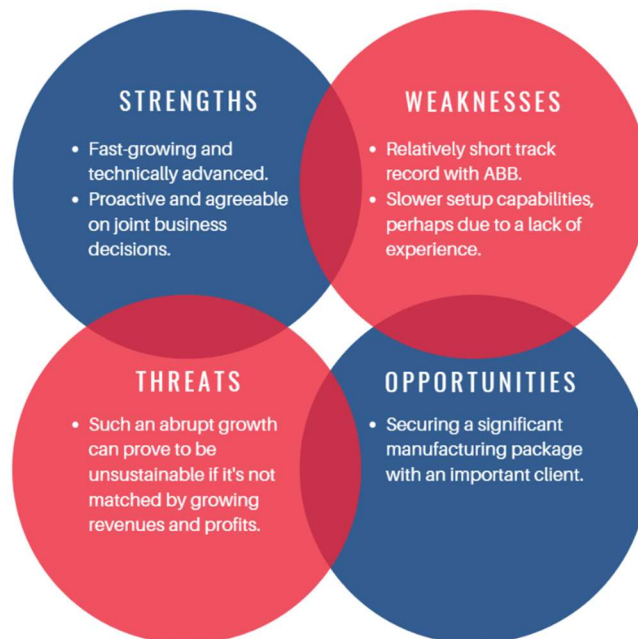 STRENGTHS
• Fast-growing and
technically advanced.
• Proactive and agreeable
on joint business
decisions.
WEAKNESSES
• Relatively short track
record with ABB.
• Slower setup capabilities,
perhaps due to a lack of
experience.
THREATS
• Such an abrupt growth
can prove to be
unsustainable if it's not
matched by growing
revenues and profits.
OPPORTUNITIES
• Securing a significant
manufacturing package
with an important client.